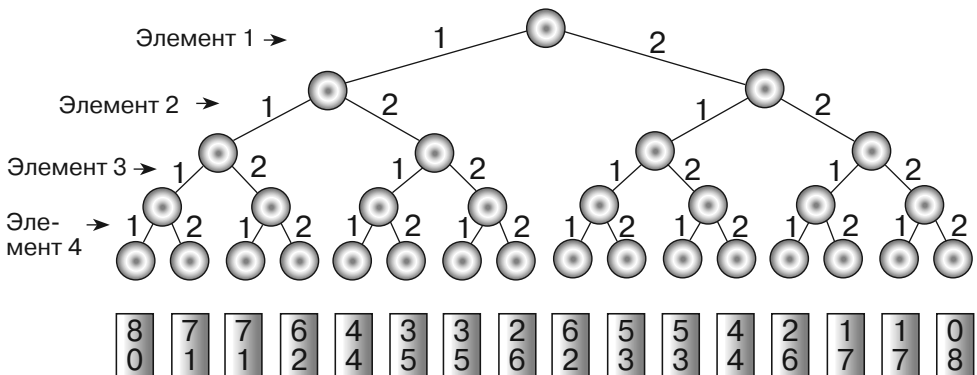 Элемент 1
1 2
Элемент 2
1 2 1 2
Элемент 3
1 2 1 2 1 2 1 2
Эле-
мент 4
1 2 1 2 1 2 1 2 1 2 1 2 1 2 1 2
8 7 7 6 4 3 3 2 6 5 5 4 2 1 1 0
0 1 1 2 4 5 5 6 2 3 3 4 6 7 7 8